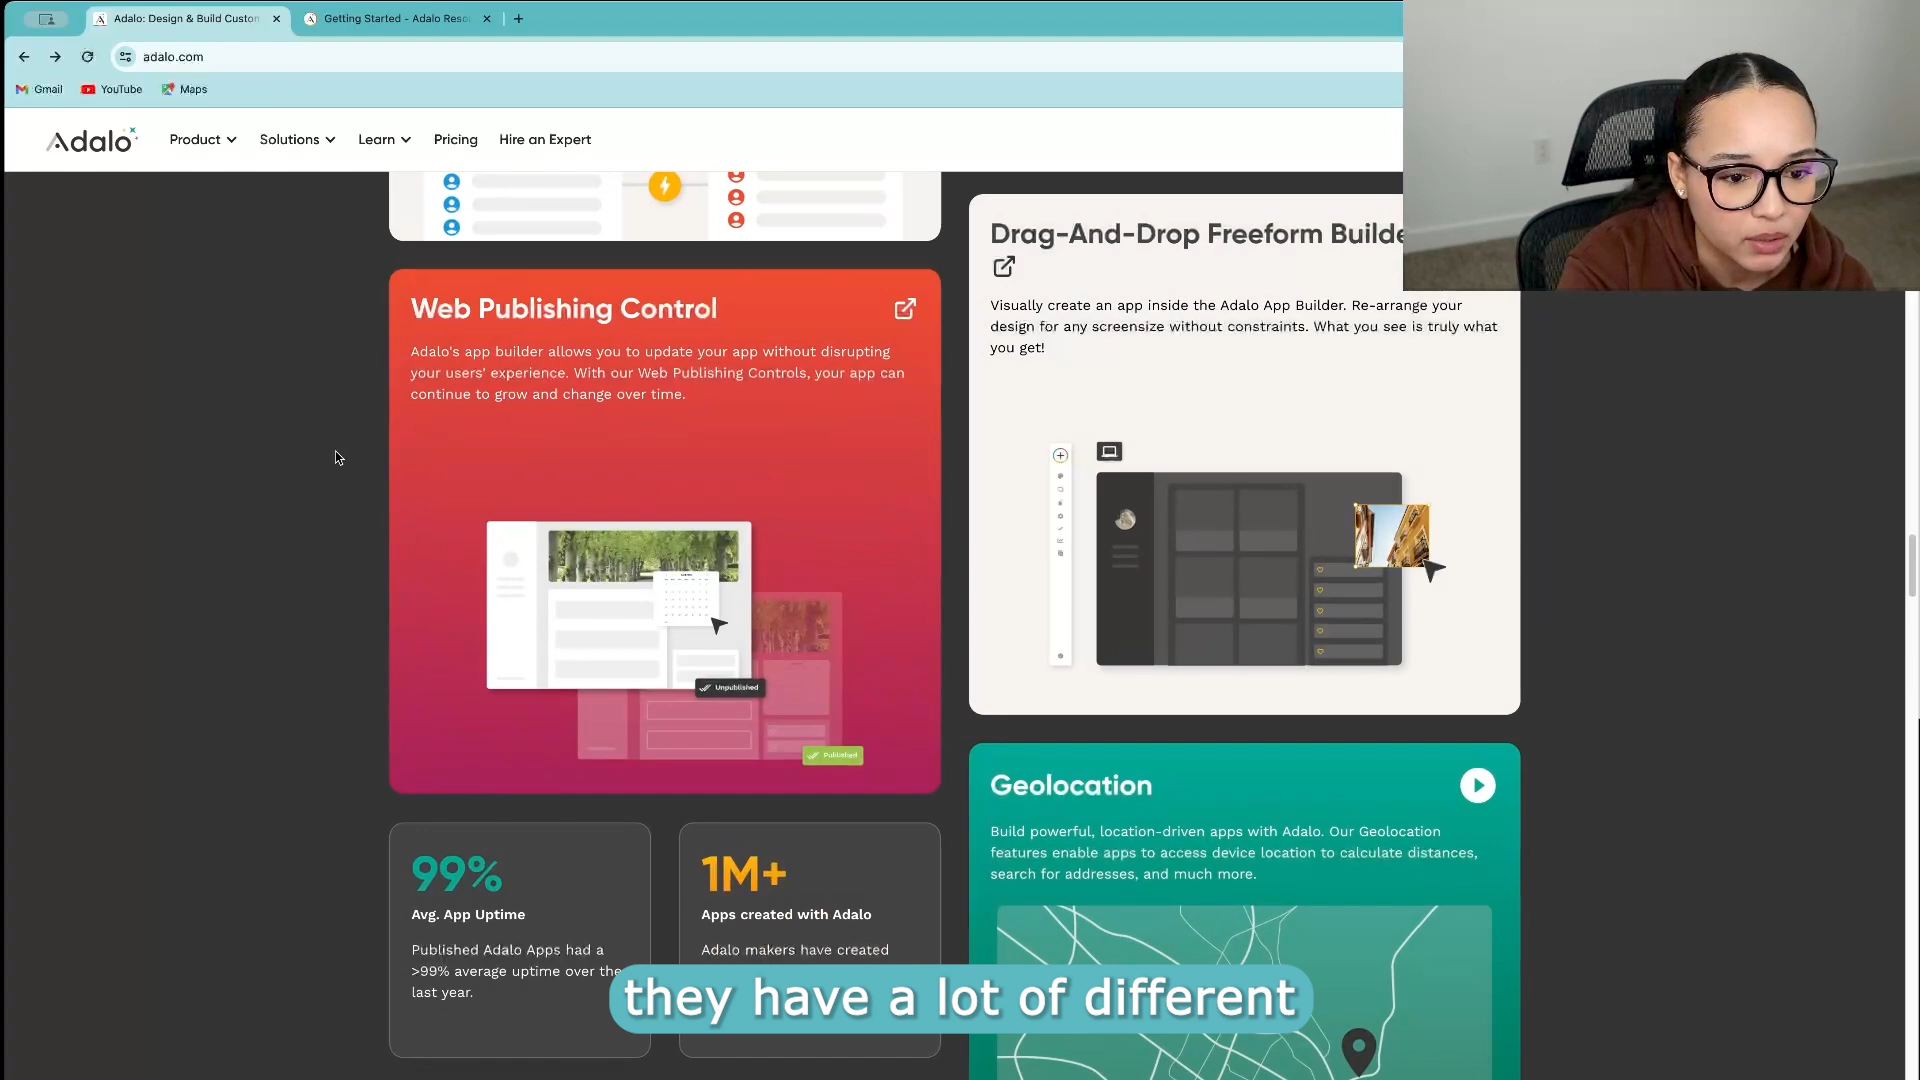 Adalo: Design & Build Custom
Getting Started - Adalo Reso
adalo.com
Gmail
YouTube
Maps
Adalo
Product
Solutions
Learn
Pricing
Hire an Expert
Web Publishing Control
Adalo's app builder allows you to update your app without disrupting
your users' experience. With our Web Publishing Controls, your app can
continue to grow and change over time.
Unpublished
Published
Drag-And-Drop Freeform Builde
Visually create an app inside the Adalo App Builder. Re-arrange your
design for any screensize without constraints. What you see is truly what
you get!
99%
Avg. App Uptime
Published Adalo Apps had a
>99% average uptime over the
last year.
1M+
Apps created with Adalo
Adalo makers have created
Geolocation
Build powerful, location-driven apps with Adalo. Our Geolocation
features enable apps to access device location to calculate distances,
search for addresses, and much more.
they have a lot of different